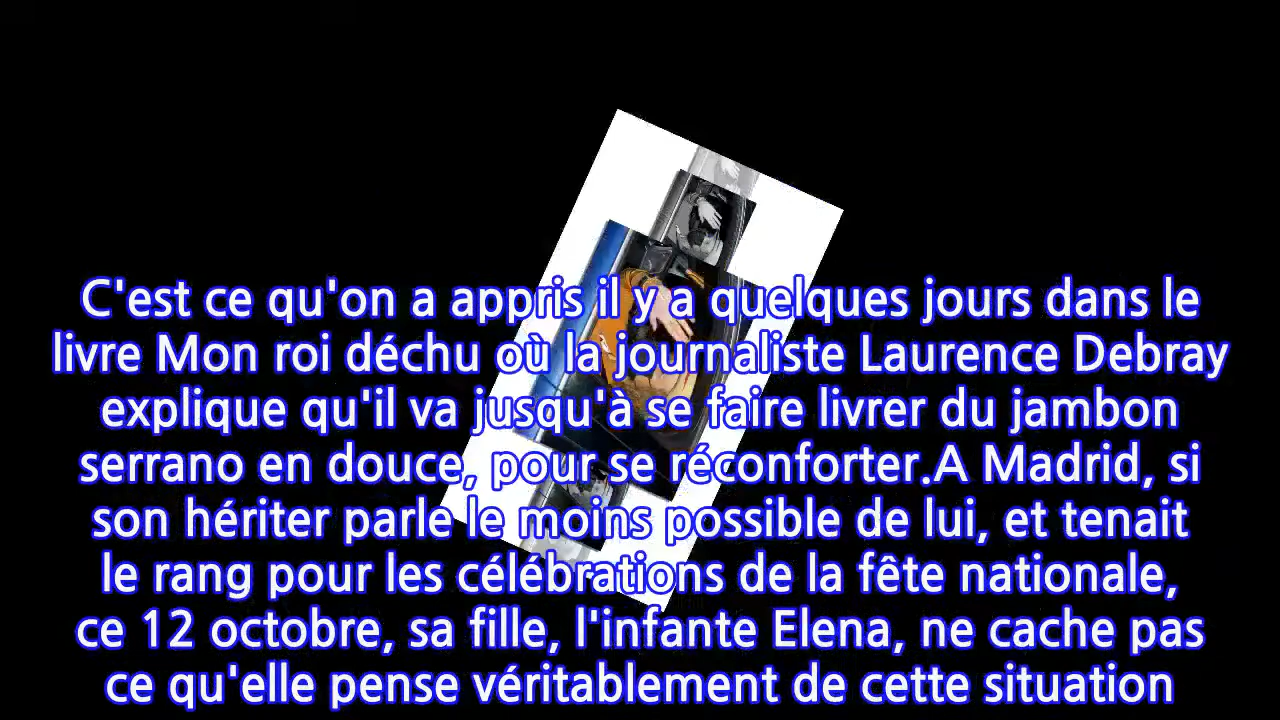 C'est ce qu'on a appris il y a quelques jours dans le
livre Mon roi déchu où la journaliste Laurence Debray
explique qu'il va jusqu'à se faire livrer du jambon
serrano en douce, pour se réconforter.A Madrid, si
son hériter parle le moins possible de lui, et tenait
le rang pour les célébrations de la fête nationale,
ce 12 octobre, sa fille, l'infante Elena, ne cache pas
ce qu'elle pense véritablement de cette situation